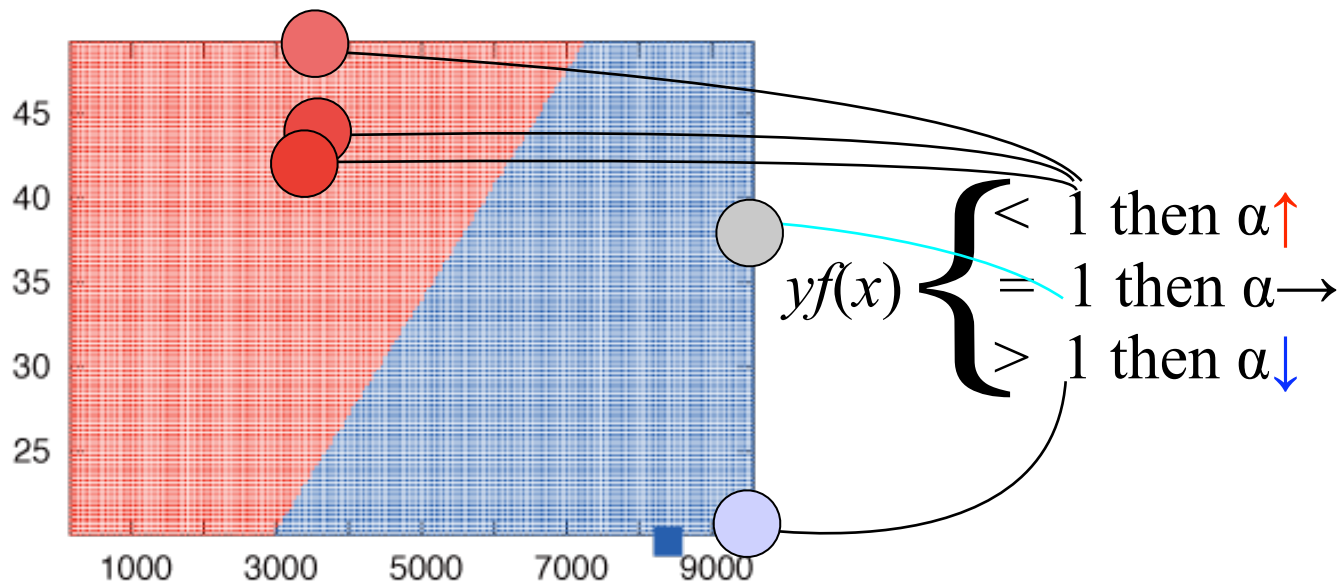 45
40
35
30
25
1000 3000 5000 7000 9000
yf(x) { < 1 then α↑
= 1 then α→
> 1 then α↓